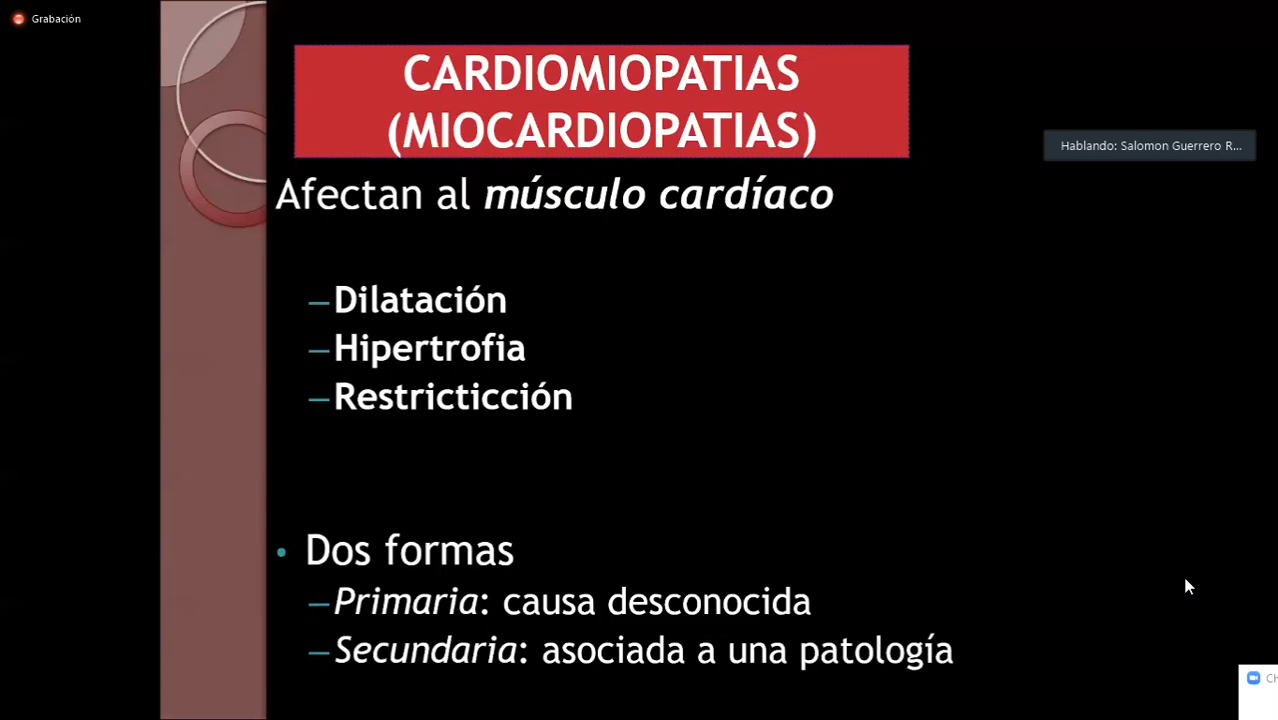 Grabación
CARDIOMIOPATIAS
(MIOCARDIOPATIAS)
Hablando: Salomon Guerrero R...
Afectan al músculo cardíaco
–Dilatación
–Hipertrofia
–Restricticción
• Dos formas
–Primaria: causa desconocida
–Secundaria: asociada a una patología